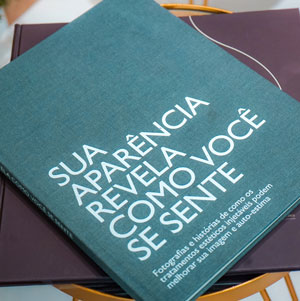 SUA
APARÊNCIA
REVELA
COMO VOCÊ
SE SENTE
Fotografias e histórias de como os
tratamentos estéticos injetáveis podem
melhorar sua imagem e auto-estima